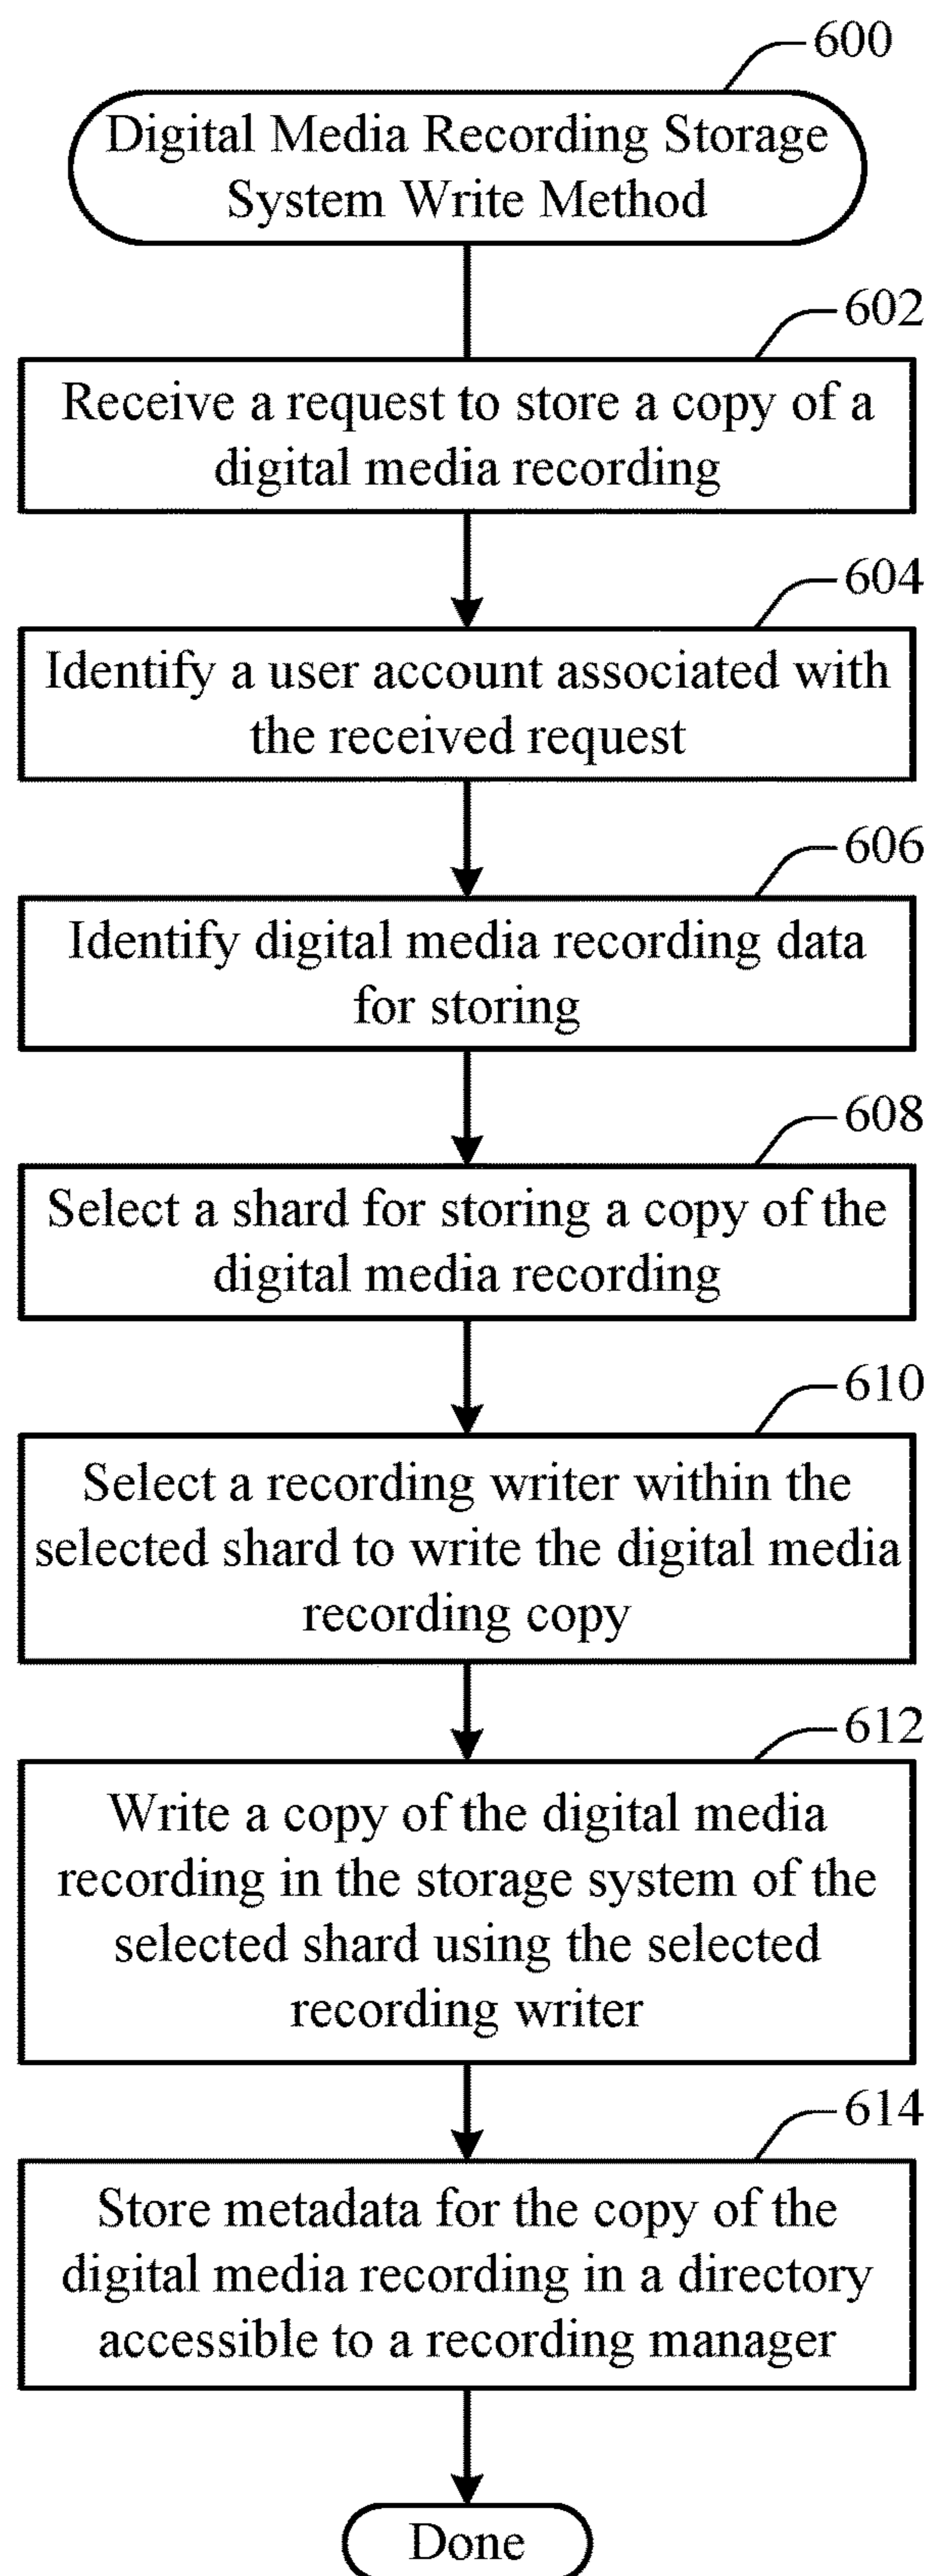 600
Digital Media Recording Storage
System Write Method
602
Receive a request to store a copy of a
digital media recording
604
Identify a user account associated with
the received request
606
Identify digital media recording data
for storing
608
Select a shard for storing a copy of the
digital media recording
610
Select a recording writer within the
selected shard to write the digital media
recording copy
612
Write a copy of the digital media
recording in the storage system of the
selected shard using the selected
recording writer
614
Store metadata for the copy of the
digital media recording in a directory
accessible to a recording manager
Done